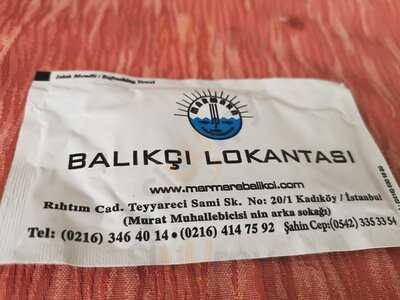 Islak Mendil / Refreshing Towel
MARMARA
BALIKÇI LOKANTASI
www.marmarabalikci.com
Rıhtım Cad. Teyyareci Sami Sk. No: 20/1 Kadıköy / İstanbul
(Murat Muhallebicisi nin arka sokağı)
Tel: (0216) 346 40 14 • (0216) 414 75 92 Şahin Cep:(0542) 335 33 54